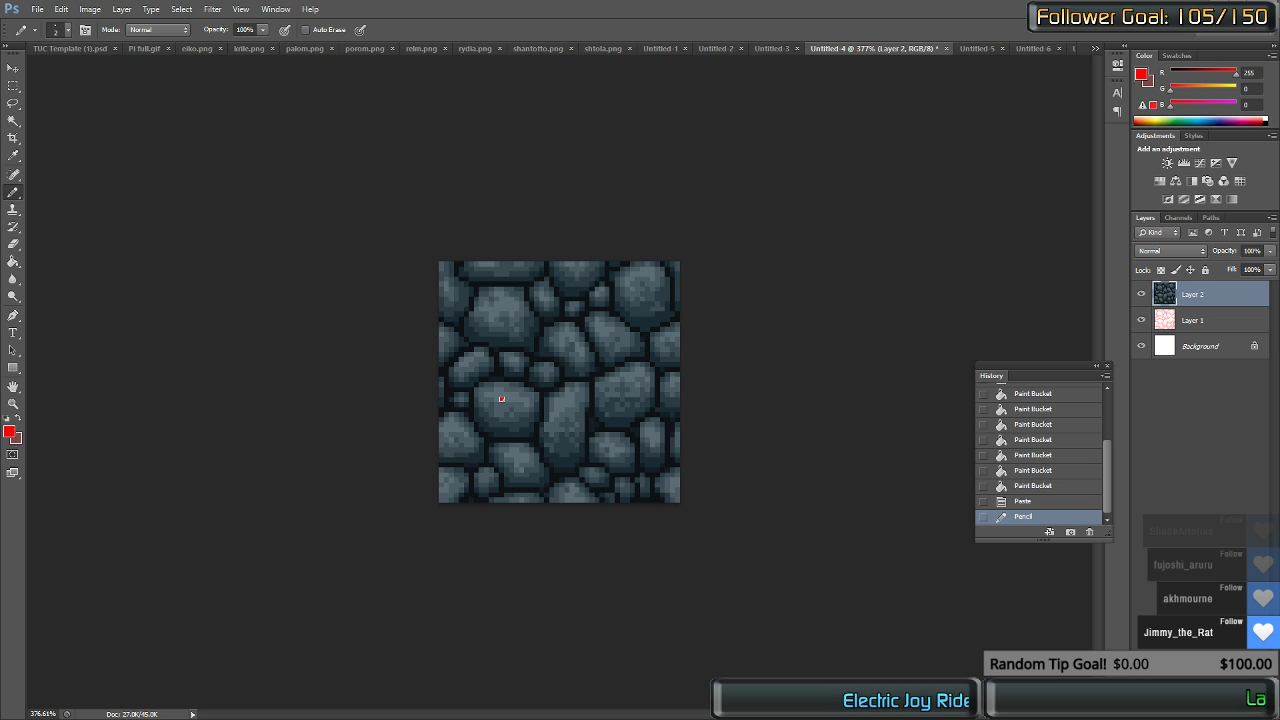 Ps File Edit Image Layer Type Select Filter View Window Help
Follower Goal: 105/150
2 Mode: Normal Opacity: 100% Auto Erase
TUC Template (1).psd × PI full.gif × eiko.png × krile.png × palom.png × porom.png × relm.png × rydia.png × shantotto.png × shtola.png × Untitled-1 × Untitled-2 × Untitled-3 × Untitled-4 @ 377% (Layer 2, RGB/8) * × Untitled-5 × Untitled-6 ×
Color Swatches
R 255
G 0
B 0
Adjustments Styles
Add an adjustment
Layers Channels Paths
Kind
Normal Opacity: 100%
Lock: Fill: 100%
Layer 2
Layer 1
Background
History
Paint Bucket
Paint Bucket
Paint Bucket
Paint Bucket
Paint Bucket
Paint Bucket
Paint Bucket
Paste
Pencil
Follow
Follow
fujoshi_aruru
Follow
akhmourne
Follow
Jimmy_the_Rat
Random Tip Goal! $0.00 $100.00
Electric Joy Ride
La
376.61% Doc: 27.0K/45.0K